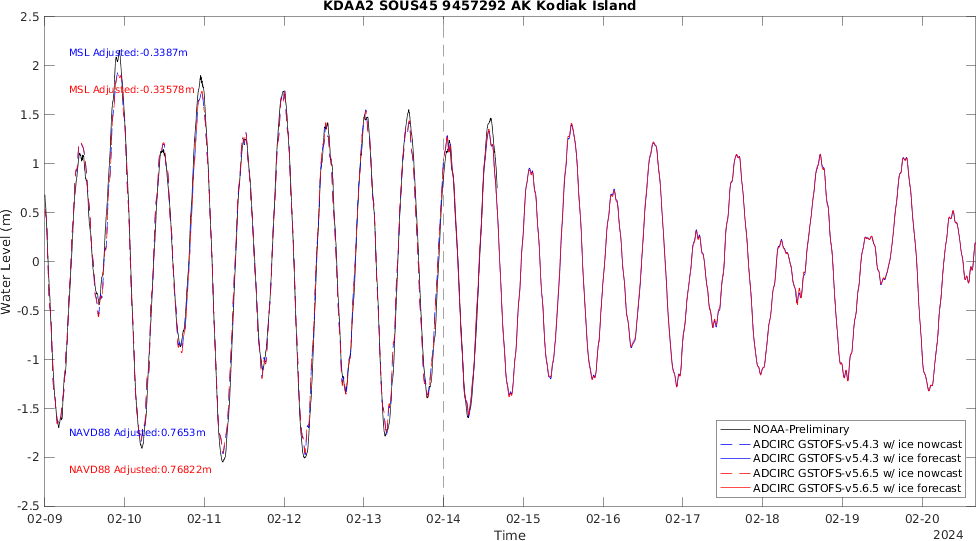 KDAA2 SOUS45 9457292 AK Kodiak Island
2.5
2
1.5
1
0.5
0
-0.5
-1
-1.5
-2
-2.5
Water Level (m)
MSL Adjusted:-0.3387m
MSL Adjusted:-0.33578m
NAVD88 Adjusted:0.7653m
NAVD88 Adjusted:0.76822m
NOAA-Preliminary
ADCIRC GSTOFS-v5.4.3 w/ ice nowcast
ADCIRC GSTOFS-v5.4.3 w/ ice forecast
ADCIRC GSTOFS-v5.6.5 w/ ice nowcast
ADCIRC GSTOFS-v5.6.5 w/ ice forecast
02-09 02-10 02-11 02-12 02-13 02-14 02-15 02-16 02-17 02-18 02-19 02-20
2024
Time